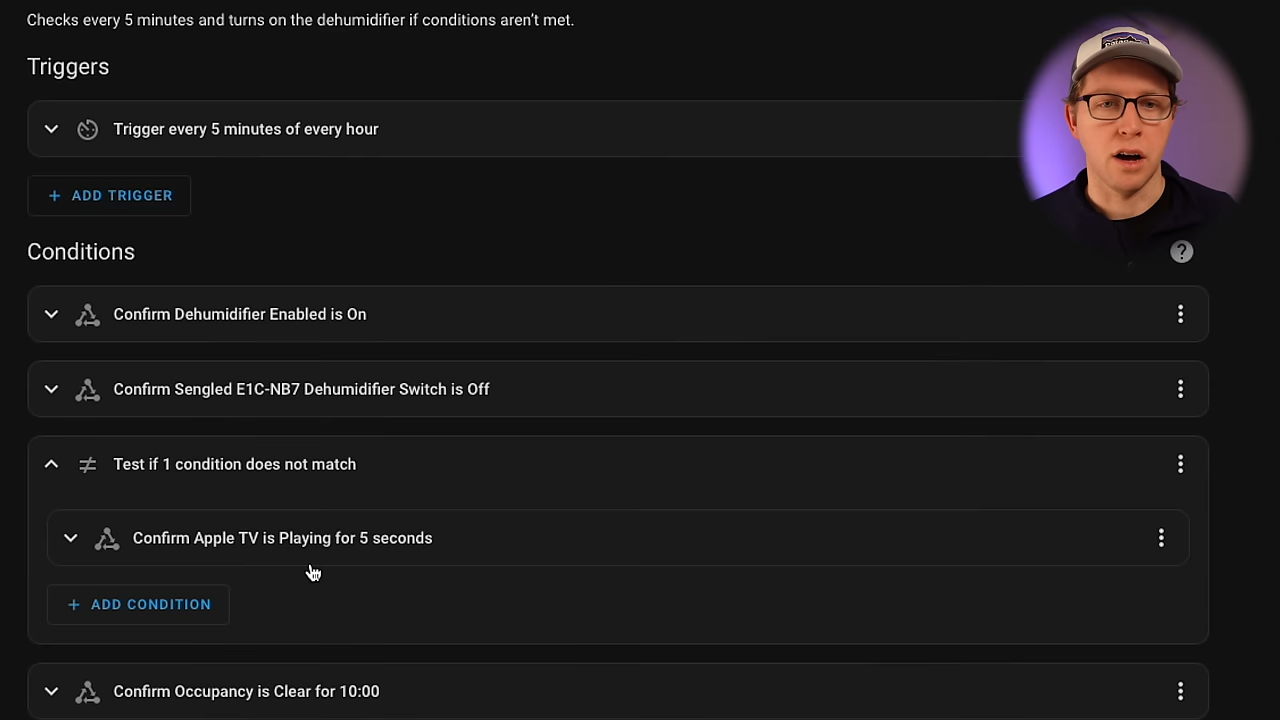 Checks every 5 minutes and turns on the dehumidifier if conditions aren't met.
Triggers
Trigger every 5 minutes of every hour
+ ADD TRIGGER
Conditions
?
Confirm Dehumidifier Enabled is On
Confirm Sengled E1C-NB7 Dehumidifier Switch is Off
Test if 1 condition does not match
Confirm Apple TV is Playing for 5 seconds
+ ADD CONDITION
Confirm Occupancy is Clear for 10:00